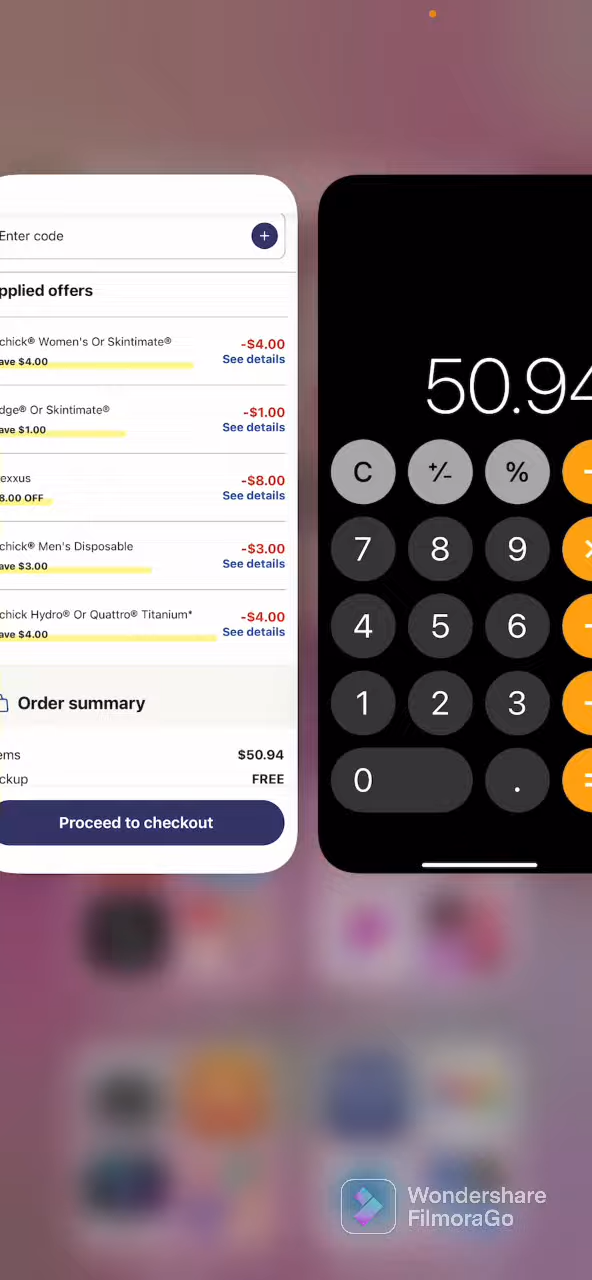 Enter code
+
pplied offers
chick® Women's Or Skintimate®
-$4.00
ave $4.00
See details
dge® Or Skintimate®
-$1.00
ave $1.00
See details
exxus
-$8.00
8.00 OFF
See details
chick® Men's Disposable
-$3.00
ave $3.00
See details
chick Hydro® Or Quattro® Titanium*
-$4.00
ave $4.00
See details
Order summary
ems
$50.94
ckup
FREE
Proceed to checkout
50.94
C ⁺∕₋ %
7 8 9
4 5 6
1 2 3
0 .
Wondershare
FilmoraGo